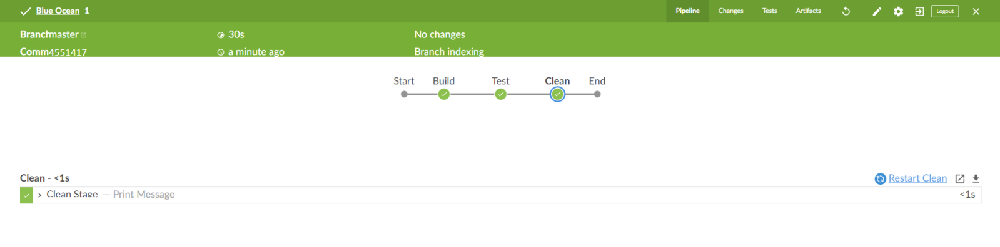 Blue Ocean 1 Pipeline Changes Tests Artifacts Logout
Branchmaster 30s No changes
Comm4551417 a minute ago Branch indexing
Start Build Test Clean End
Clean - <1s Restart Clean
Clean Stage — Print Message <1s